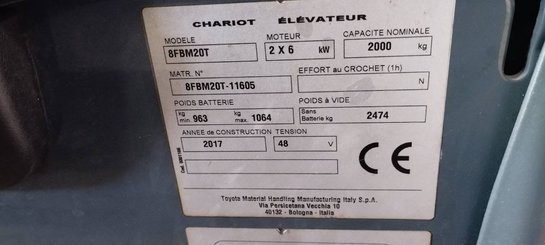 CHARIOT ÉLÉVATEUR
MODELE MOTEUR CAPACITE NOMINALE
8FBM20T 2 X 6 kW 2000 kg
MATR. N° EFFORT au CROCHET (1h)
8FBM20T-11605 N
POIDS BATTERIE POIDS à VIDE
kg min. 963 kg max. 1064 Sans Batterie kg 2474
ANNEE de CONSTRUCTION TENSION
2017 48 V
CE
Toyota Material Handling Manufacturing Italy S.p.A.
Via Persicetana Vecchia 10
40132 - Bologna - Italia